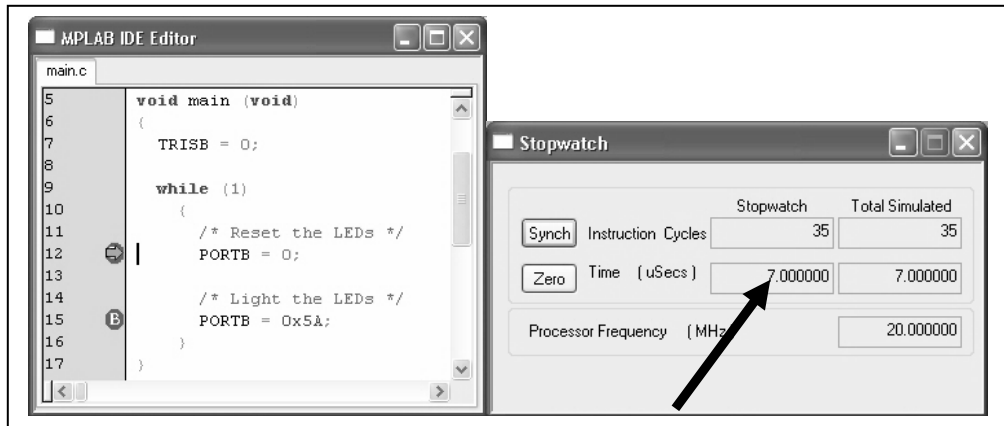 MPLAB IDE Editor
main.c
5 void main (void)
6 {
7 TRISB = 0;
8
9 while (1)
10 {
11 /* Reset the LEDs */
12 PORTB = 0;
13
14 /* Light the LEDs */
15 B PORTB = 0x5A;
16 }
17 }
Stopwatch
Stopwatch Total Simulated
Synch Instruction Cycles 35 35
Zero Time (uSecs) 7.000000 7.000000
Processor Frequency (MHz 20.000000